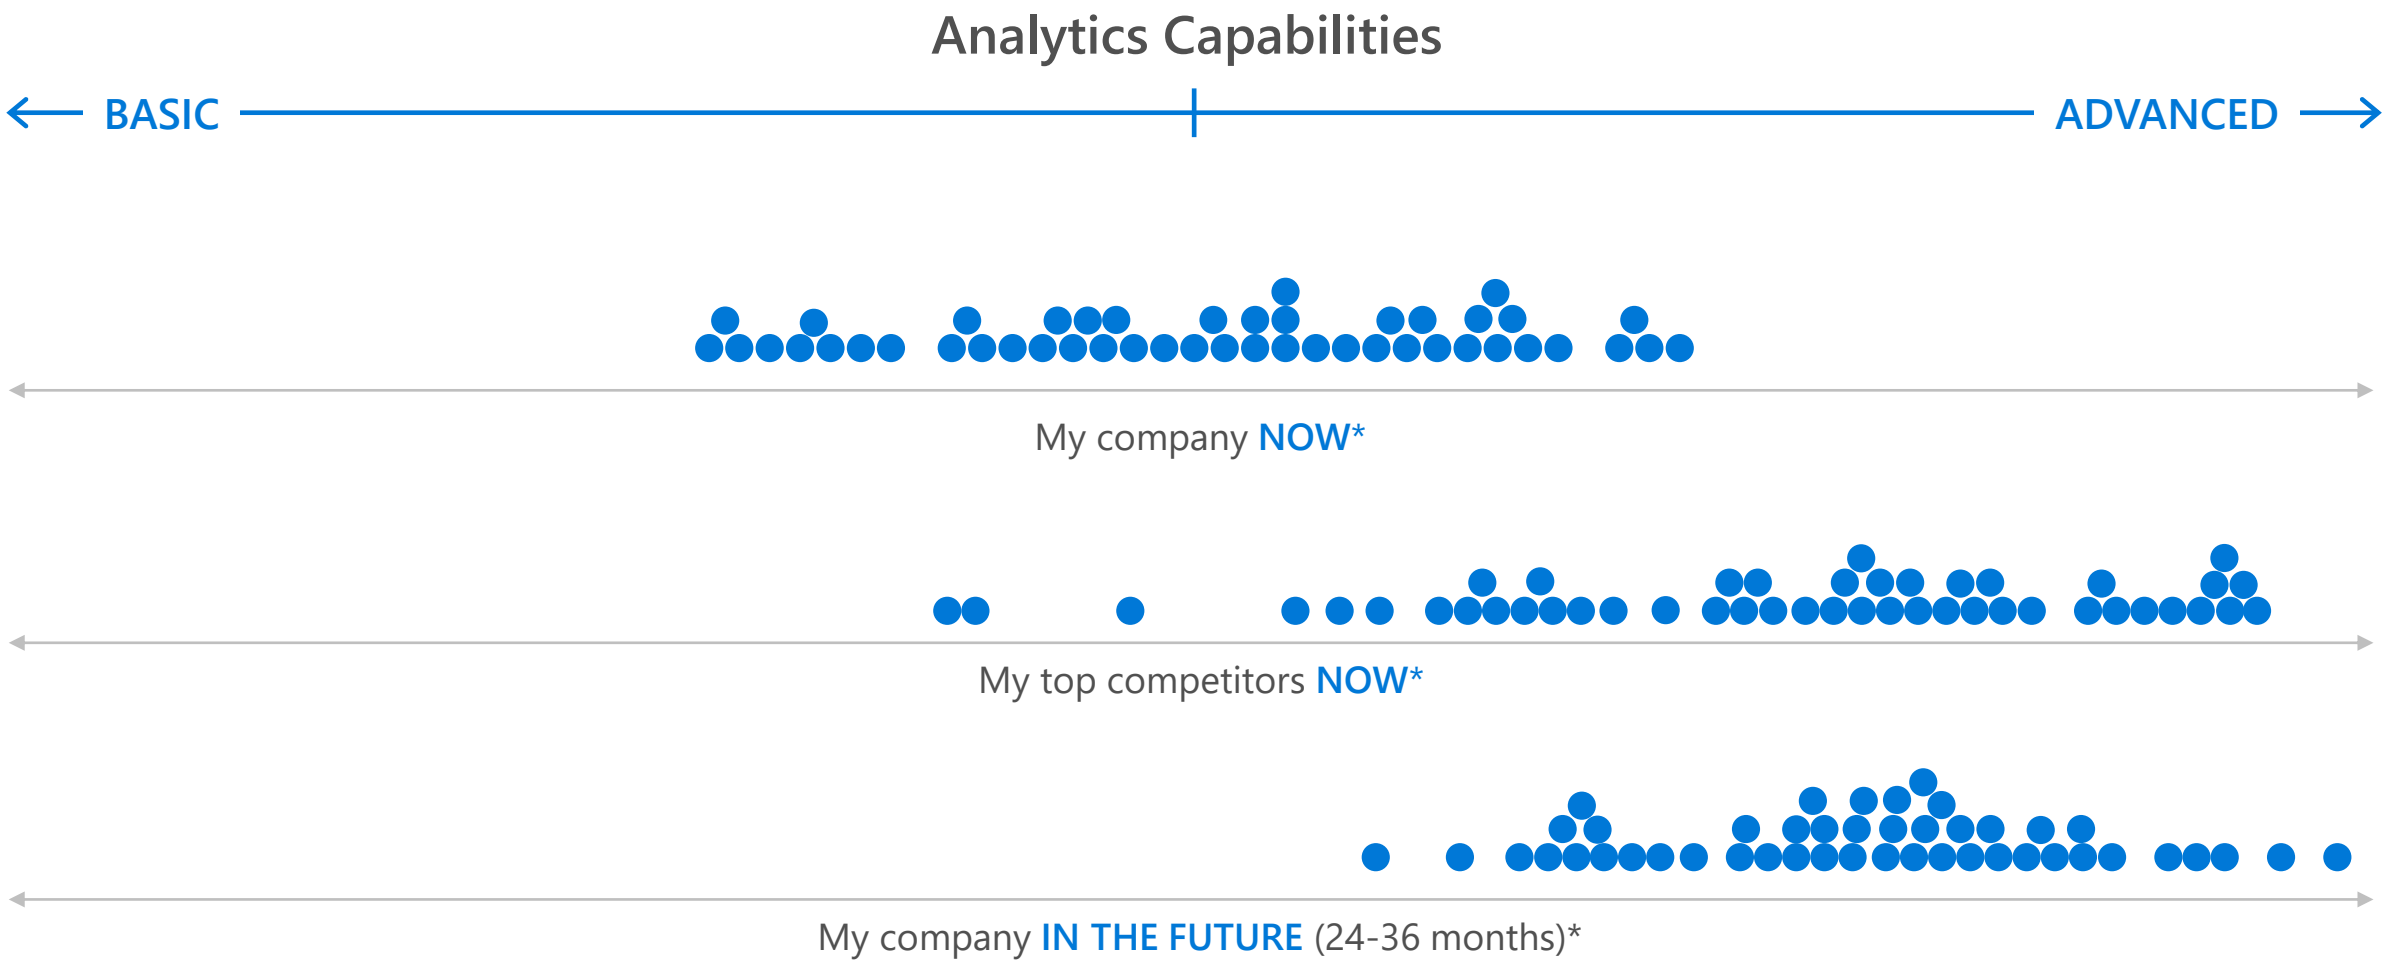 Analytics Capabilities
BASIC ADVANCED
My company NOW*
My top competitors NOW*
My company IN THE FUTURE (24-36 months)*